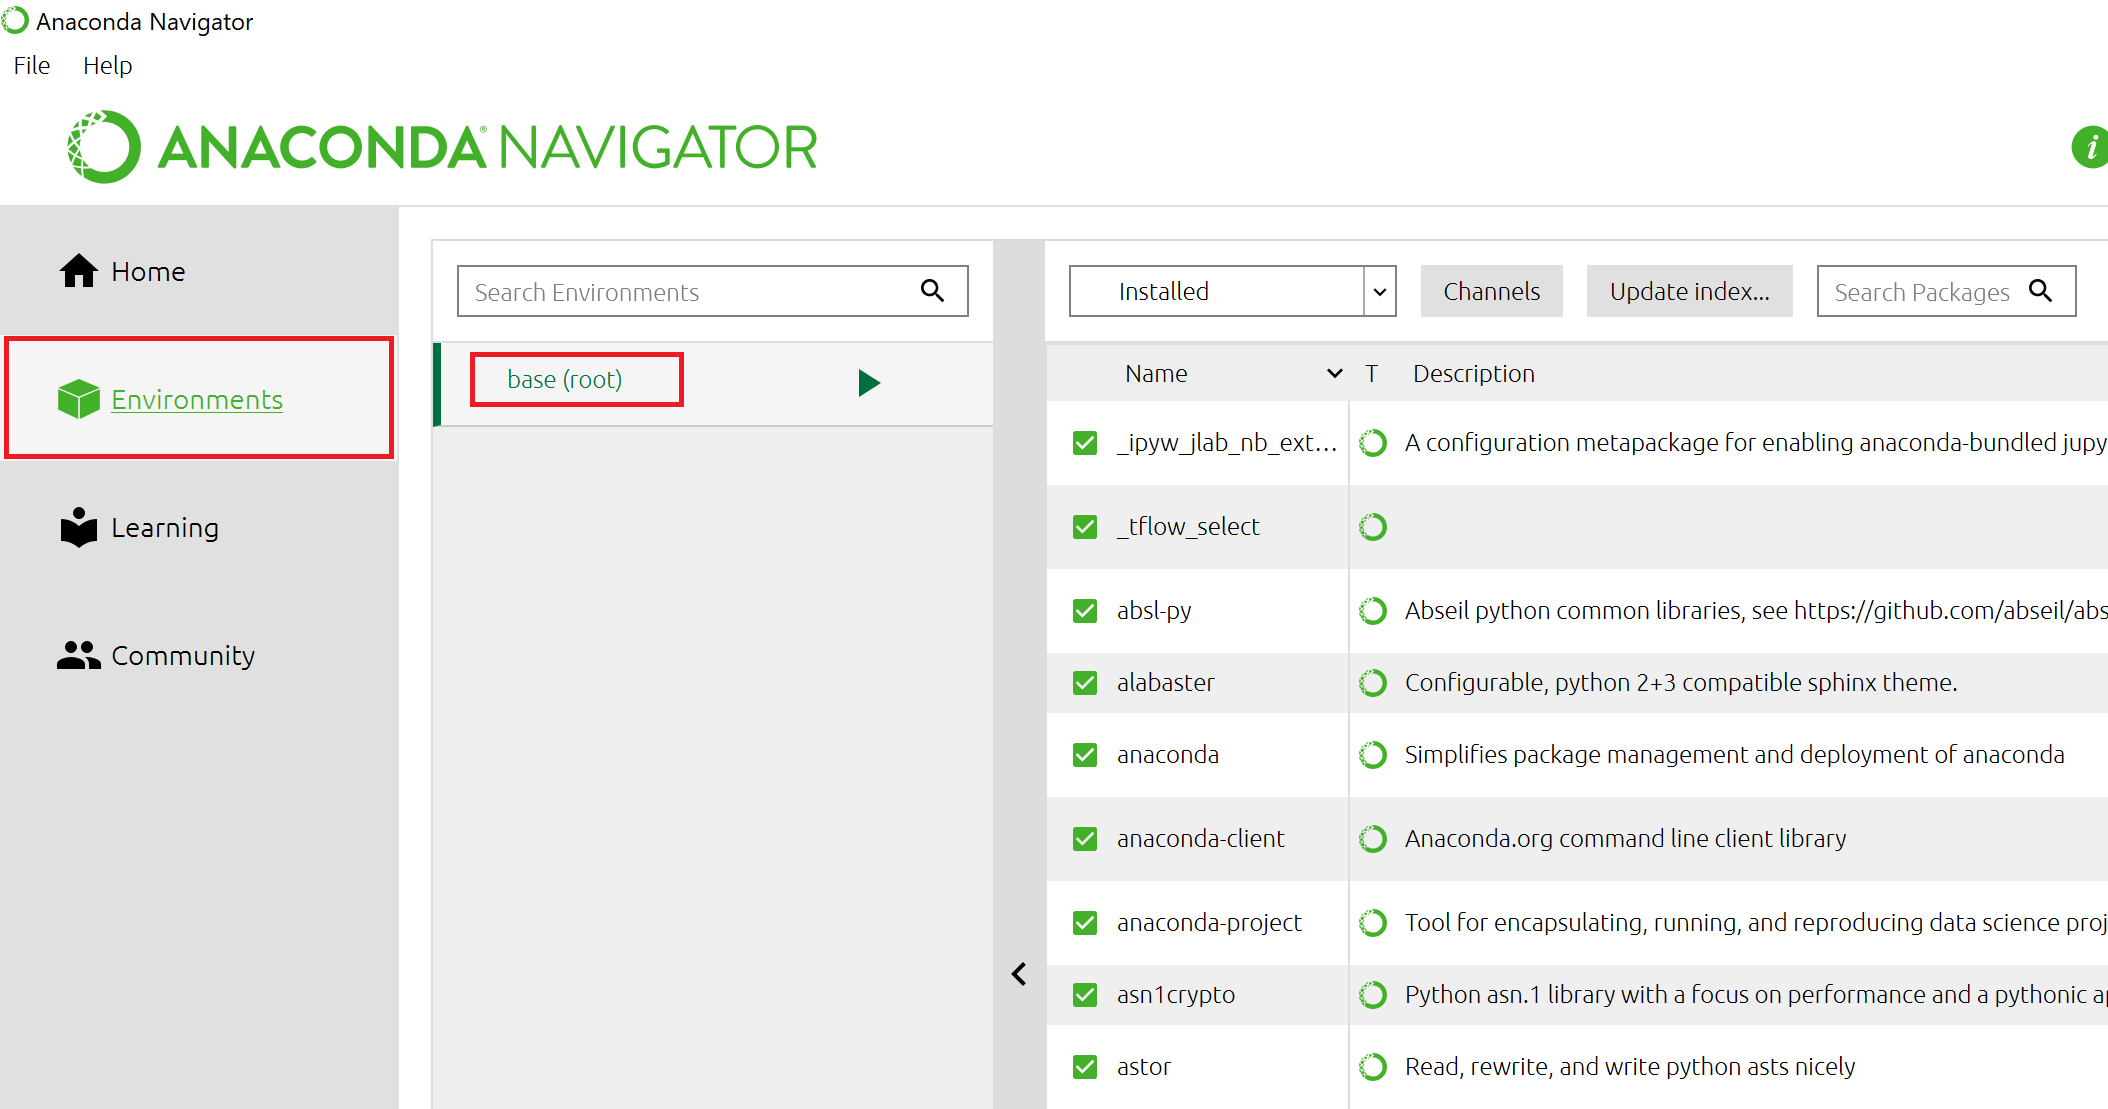 Anaconda Navigator
File Help
ANACONDA® NAVIGATOR
i
Home
Environments
Learning
Community
Search Environments
base (root)
Installed
Channels
Update index...
Search Packages
Name T Description
_ipyw_jlab_nb_ext... A configuration metapackage for enabling anaconda-bundled jupy
_tflow_select
absl-py Abseil python common libraries, see https://github.com/abseil/abs
alabaster Configurable, python 2+3 compatible sphinx theme.
anaconda Simplifies package management and deployment of anaconda
anaconda-client Anaconda.org command line client library
anaconda-project Tool for encapsulating, running, and reproducing data science proj
asn1crypto Python asn.1 library with a focus on performance and a pythonic ap
astor Read, rewrite, and write python asts nicely